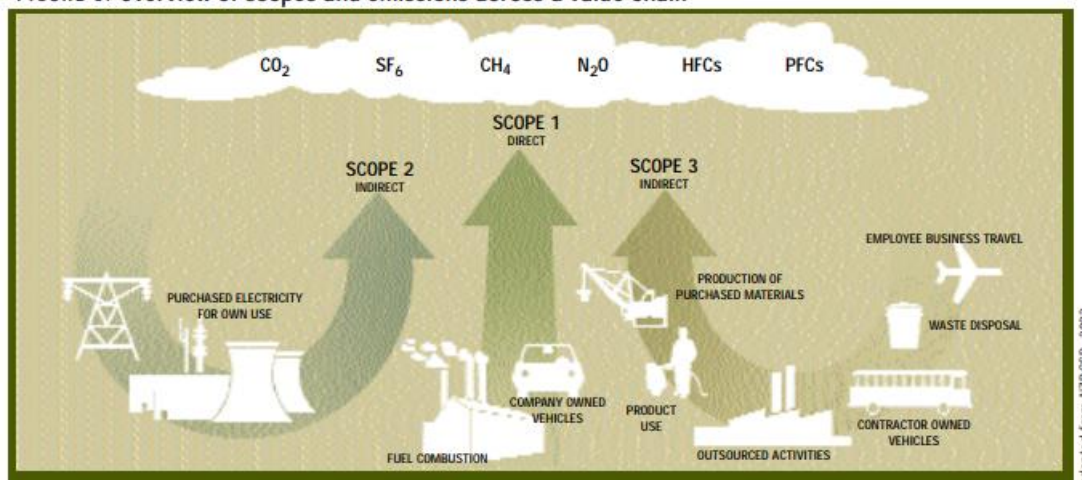 CO₂ SF₆ CH₄ N₂O HFCs PFCs
SCOPE 1
DIRECT
SCOPE 2
INDIRECT
SCOPE 3
INDIRECT
EMPLOYEE BUSINESS TRAVEL
PURCHASED ELECTRICITY
FOR OWN USE
PRODUCTION OF
PURCHASED MATERIALS
WASTE DISPOSAL
COMPANY OWNED
VEHICLES
PRODUCT
USE
CONTRACTOR OWNED
VEHICLES
FUEL COMBUSTION
OUTSOURCED ACTIVITIES